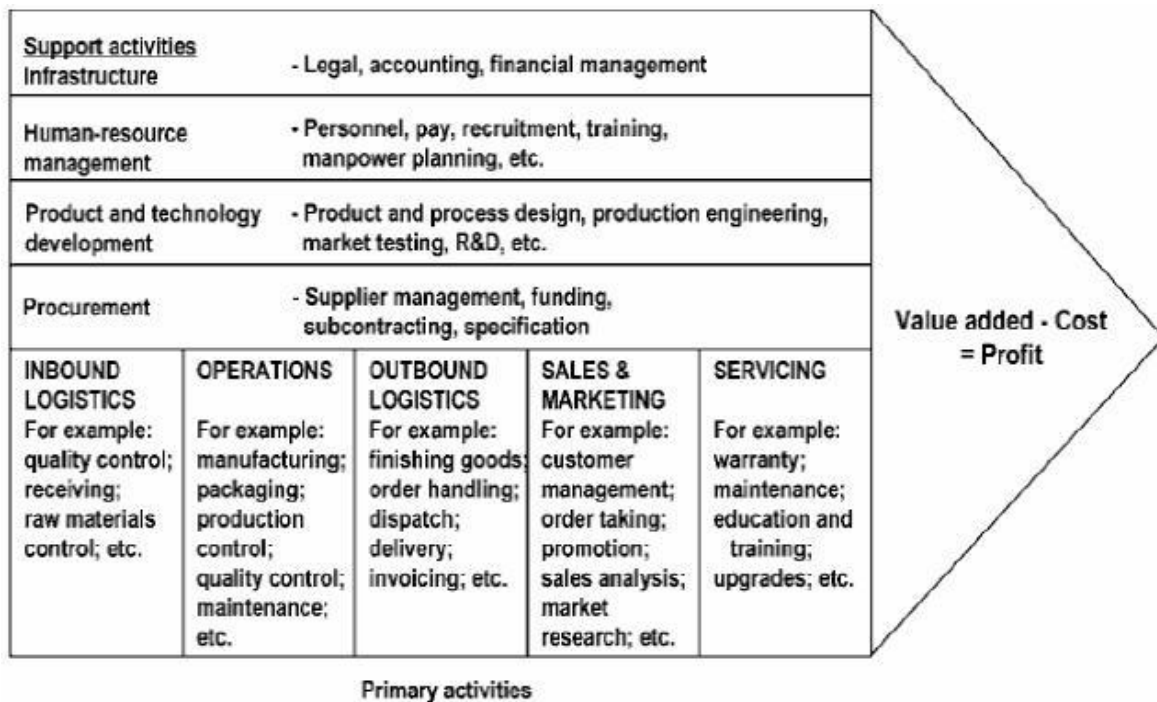 Support activities
Infrastructure
- Legal, accounting, financial management
Human-resource
management
- Personnel, pay, recruitment, training,
manpower planning, etc.
Product and technology
development
- Product and process design, production engineering,
market testing, R&D, etc.
Procurement
- Supplier management, funding,
subcontracting, specification
INBOUND
LOGISTICS
For example:
quality control;
receiving;
raw materials
control; etc.
OPERATIONS
For example:
manufacturing;
packaging;
production
control;
quality control;
maintenance;
etc.
OUTBOUND
LOGISTICS
For example:
finishing goods;
order handling;
dispatch;
delivery;
invoicing; etc.
SALES &
MARKETING
For example:
customer
management;
order taking;
promotion;
sales analysis;
market
research; etc.
SERVICING
For example:
warranty;
maintenance;
education and
training;
upgrades; etc.
Value added - Cost
= Profit
Primary activities